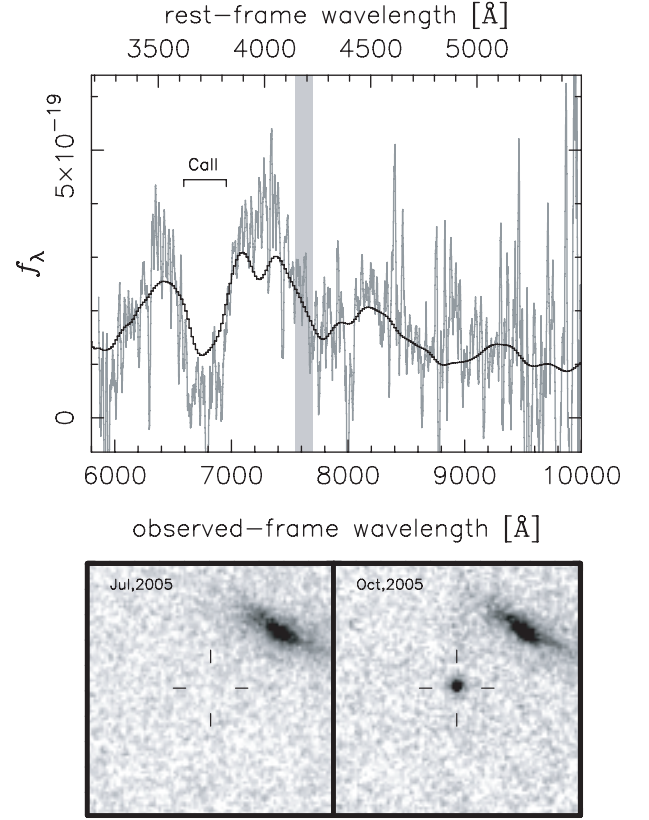 rest-frame wavelength [Å]
3500 4000 4500 5000
5×10⁻¹⁹
CaII
f_λ
0
6000 7000 8000 9000 10000
observed-frame wavelength [Å]
Jul,2005 Oct,2005